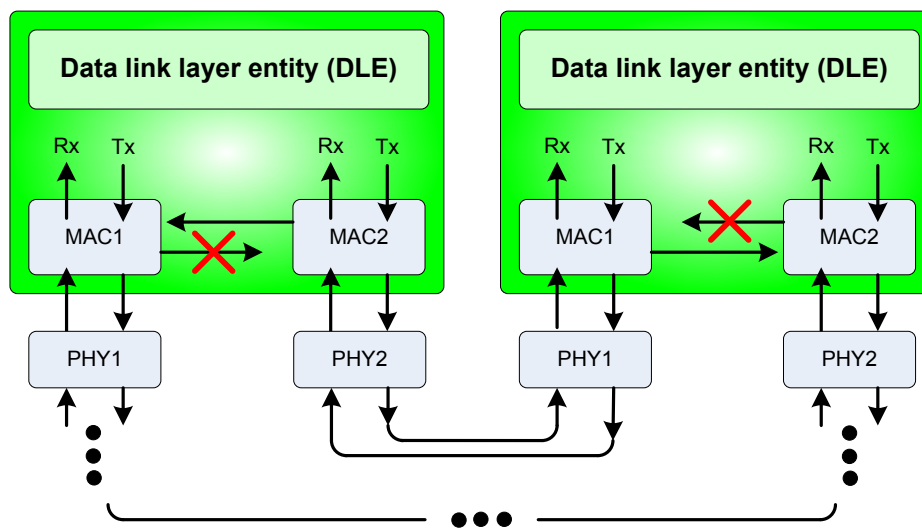 Data link layer entity (DLE)
Data link layer entity (DLE)
Rx Tx Rx Tx
Rx Tx Rx Tx
MAC1 MAC2
MAC1 MAC2
PHY1 PHY2
PHY1 PHY2